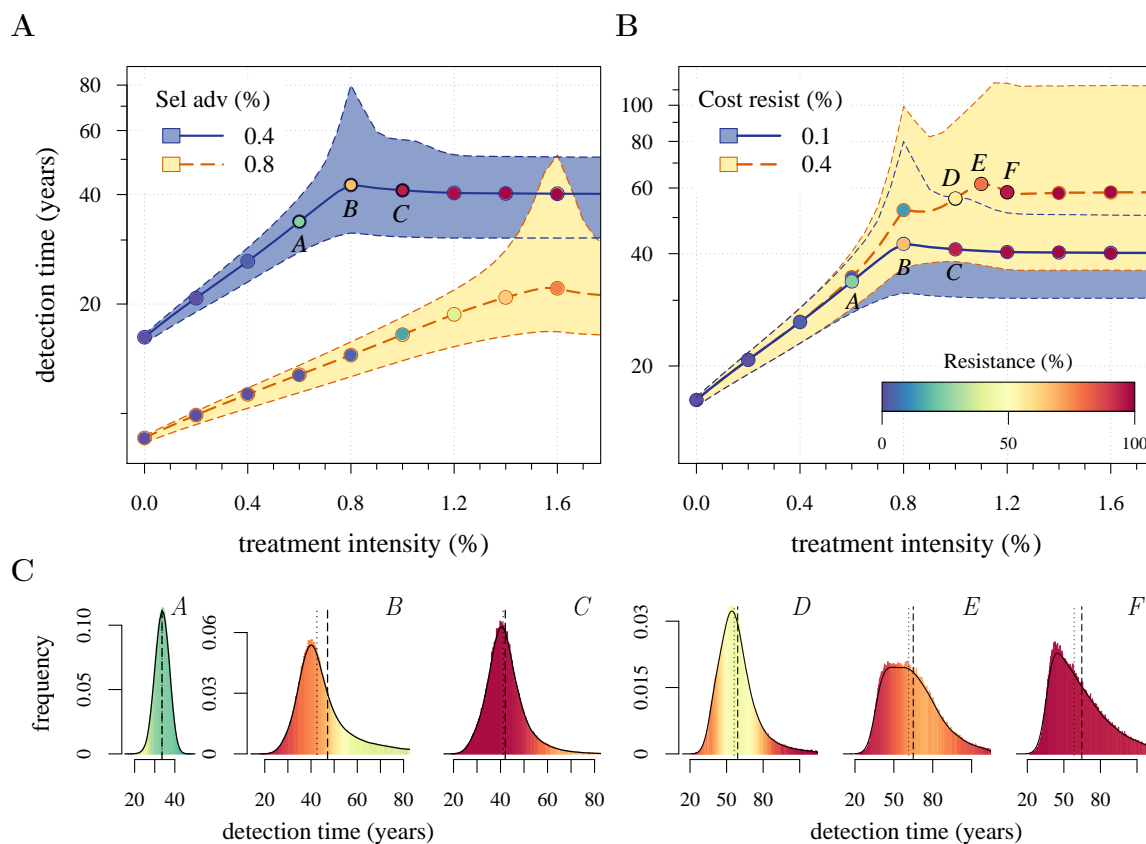 A
B
Sel adv (%)
0.4
0.8
Cost resist (%)
0.1
0.4
80
60
40
20
detection time (years)
A
B
C
100
80
60
40
20
A
B
C
D
E
F
Resistance (%)
0
50
100
0.0 0.4 0.8 1.2 1.6
treatment intensity (%)
0.0 0.4 0.8 1.2 1.6
treatment intensity (%)
C
frequency
A
0 0.05 0.10
20 40
B
0.0 0.03 0.06
20 40 60 80
C
20 40 60 80
detection time (years)
D
0 0.015 0.03
20 50 80
E
20 50 80
F
20 50 80
detection time (years)